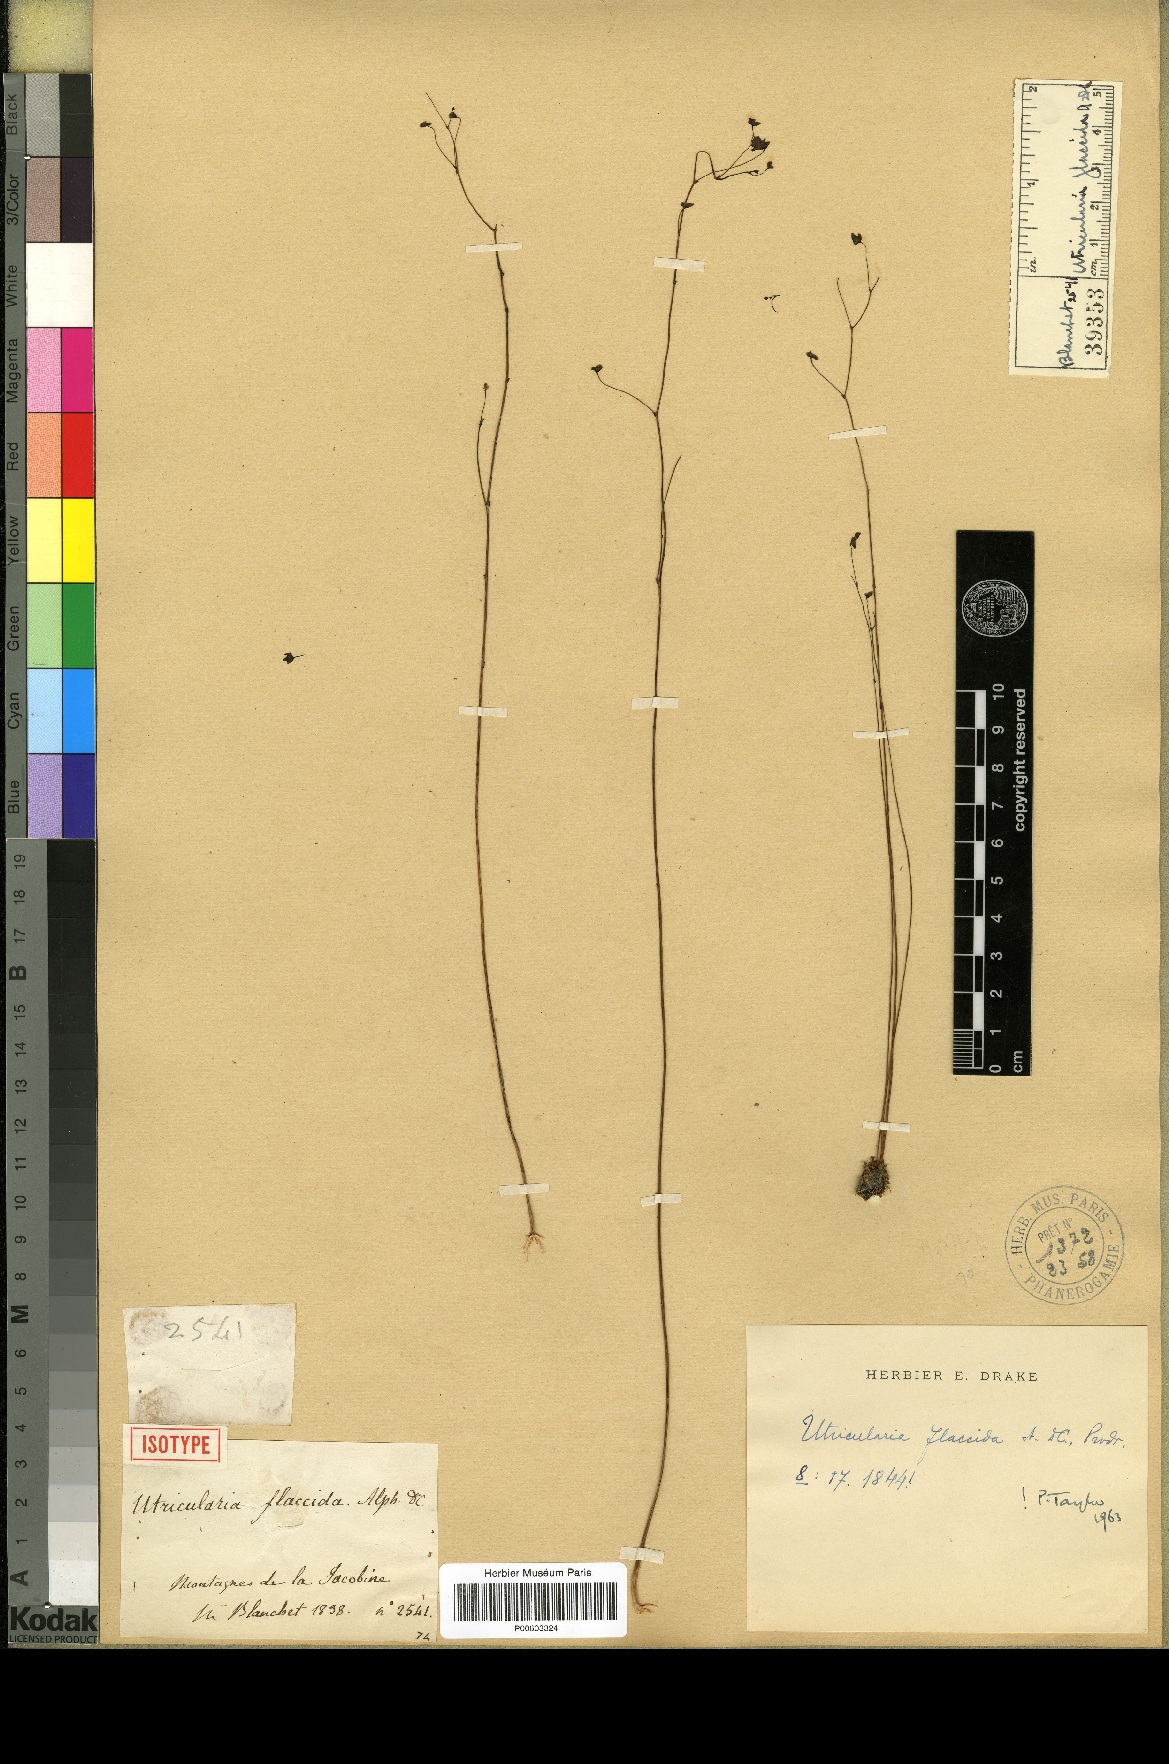 Black
3/Color
White
Magenta
Red
Yellow
Green
Cyan
Blue
19
18
17
B
15
14
13
12
11
10
9
8
M
6
5
4
3
2
1
A
Kodak
LICENSED PRODUCT
in.
1
2
cm
1
2
3
4
5
Blanchet 2541
Utricularia flaccida A.DC.
39353
10
9
8
7
6
5
4
3
2
1
0
cm
copyright reserved
HERB. MUS. PARIS
PRÊT N°
1372
23 58
PHANEROGAMIE
2541
ISOTYPE
Utricularia flaccida. Alph. DC
Montagnes de la Jacobine
Blanchet 1838. n° 2541.
74
Herbier Muséum Paris
P00603324
HERBIER E. DRAKE
Utricularia flaccida A. DC. Prodr.
8: 17. 1844!
! P. Taylor
1963